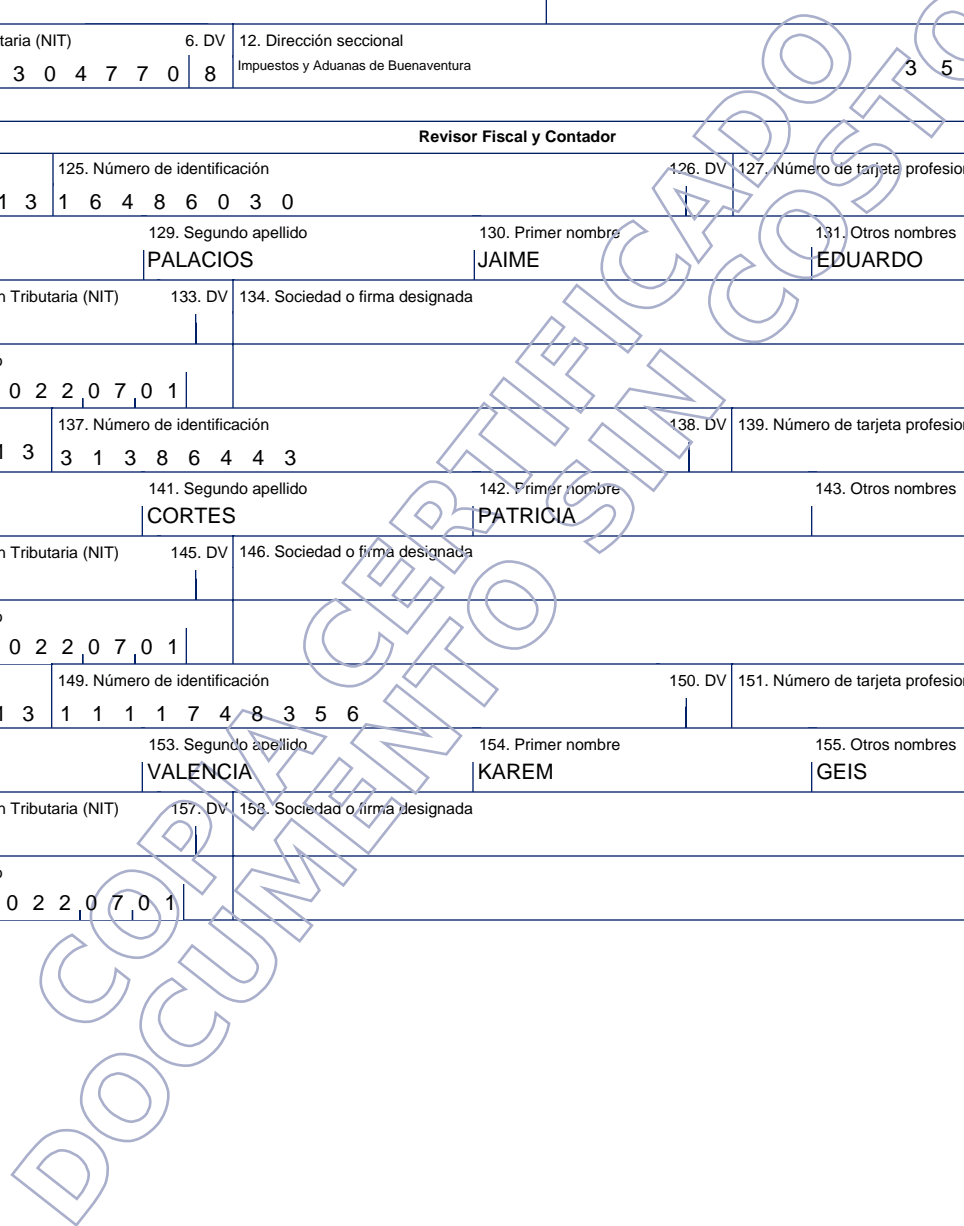 taria (NIT) 6. DV 12. Dirección seccional
3 0 4 7 7 0 8 Impuestos y Aduanas de Buenaventura 3 5
Revisor Fiscal y Contador
125. Número de identificación 126. DV 127. Número de tarjeta profesion
1 3 1 6 4 8 6 0 3 0
129. Segundo apellido 130. Primer nombre 131. Otros nombres
PALACIOS JAIME EDUARDO
n Tributaria (NIT) 133. DV 134. Sociedad o firma designada
o
0 2 2 0 7 0 1
137. Número de identificación 138. DV 139. Número de tarjeta profesion
1 3 3 1 3 8 6 4 4 3
141. Segundo apellido 142. Primer nombre 143. Otros nombres
CORTES PATRICIA
n Tributaria (NIT) 145. DV 146. Sociedad o firma designada
o
0 2 2 0 7 0 1
149. Número de identificación 150. DV 151. Número de tarjeta profesion
1 3 1 1 1 1 7 4 8 3 5 6
153. Segundo apellido 154. Primer nombre 155. Otros nombres
VALENCIA KAREM GEIS
n Tributaria (NIT) 157. DV 158. Sociedad o firma designada
o
0 2 2 0 7 0 1
COPIA CERTIFICADO
DOCUMENTO SIN COSTO